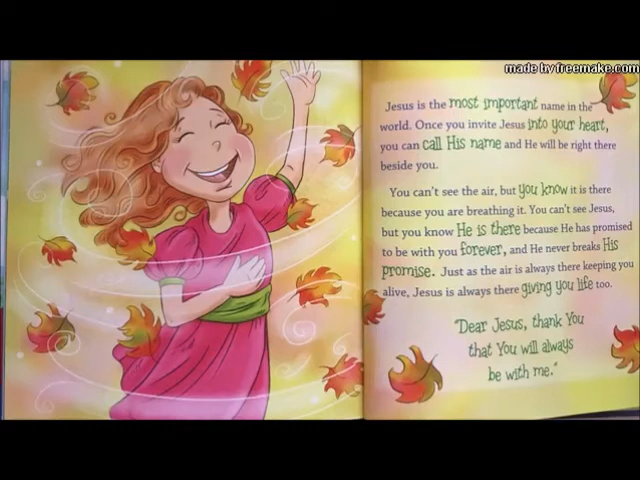 made by freemake.com
Jesus is the most important name in the
world. Once you invite Jesus into your heart,
you can call His name and He will be right there
beside you.
You can't see the air, but you know it is there
because you are breathing it. You can't see Jesus,
but you know He is there because He has promised
to be with you forever, and He never breaks His
promise. Just as the air is always there keeping you
alive, Jesus is always there giving you life too.
"Dear Jesus, thank You
that You will always
be with me."